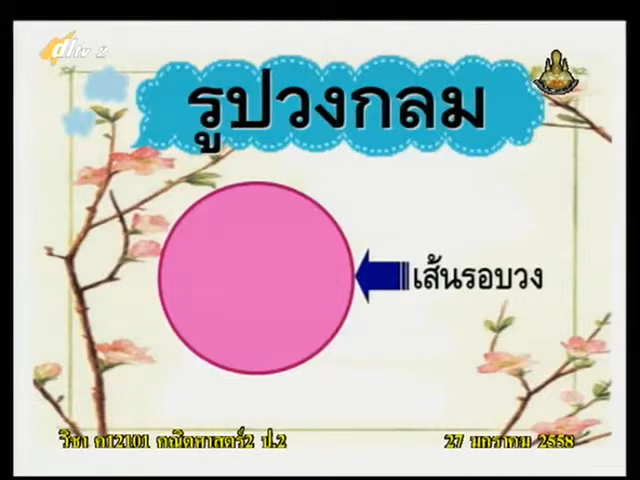 dltv 2
รูปวงกลม
เส้นรอบวง
วิชา ค12101 คณิตศาสตร์2 ป.2
27 มกราคม 2558